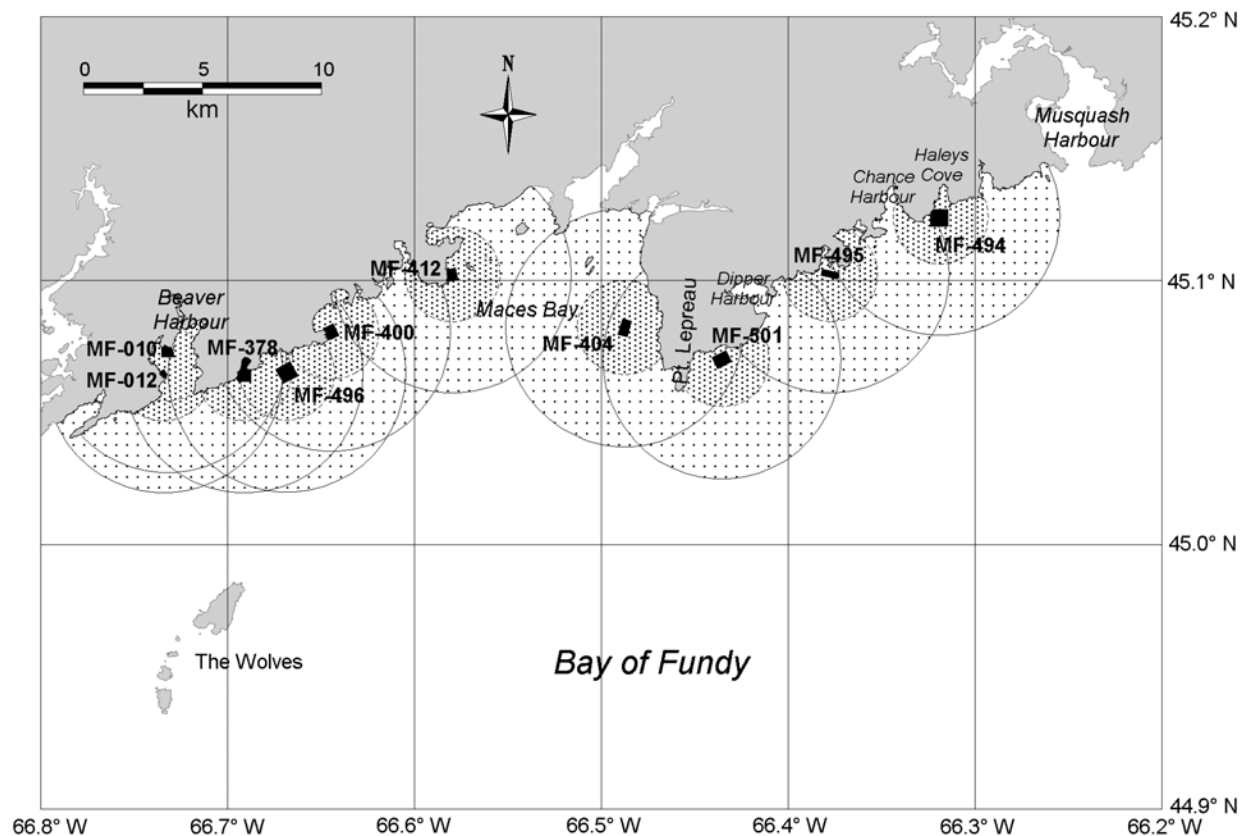 45.2° N
0 5 10
km
N
Musquash
Harbour
Haleys
Cove
Chance
Harbour
MF-494
MF-495
MF-412
45.1° N
Dipper
Harbour
Beaver
Harbour
Maces Bay
Pt. Lepreau
MF-400
MF-404
MF-501
MF-010
MF-378
MF-012
MF-496
45.0° N
The Wolves
Bay of Fundy
44.9° N
66.8° W 66.7° W 66.6° W 66.5° W 66.4° W 66.3° W 66.2° W